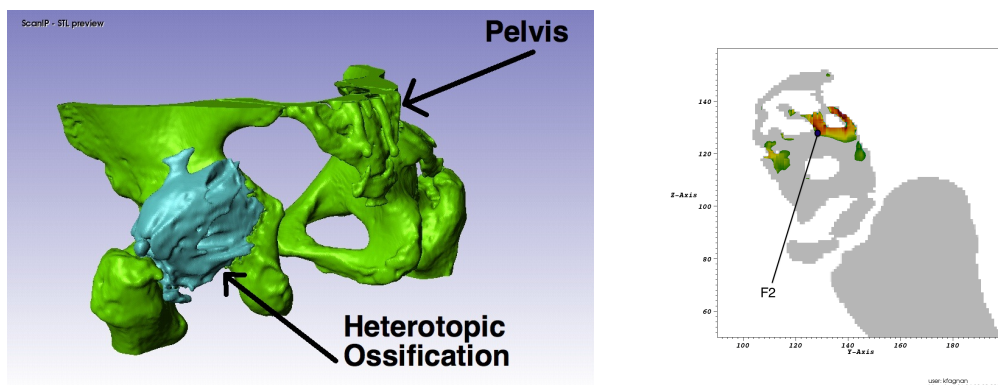 ScanIP - STL preview
Pelvis
Heterotopic
Ossification
140
120
100
80
60
Z-Axis
F2
100 120 140 160 180
Y-Axis
user: kfagnan